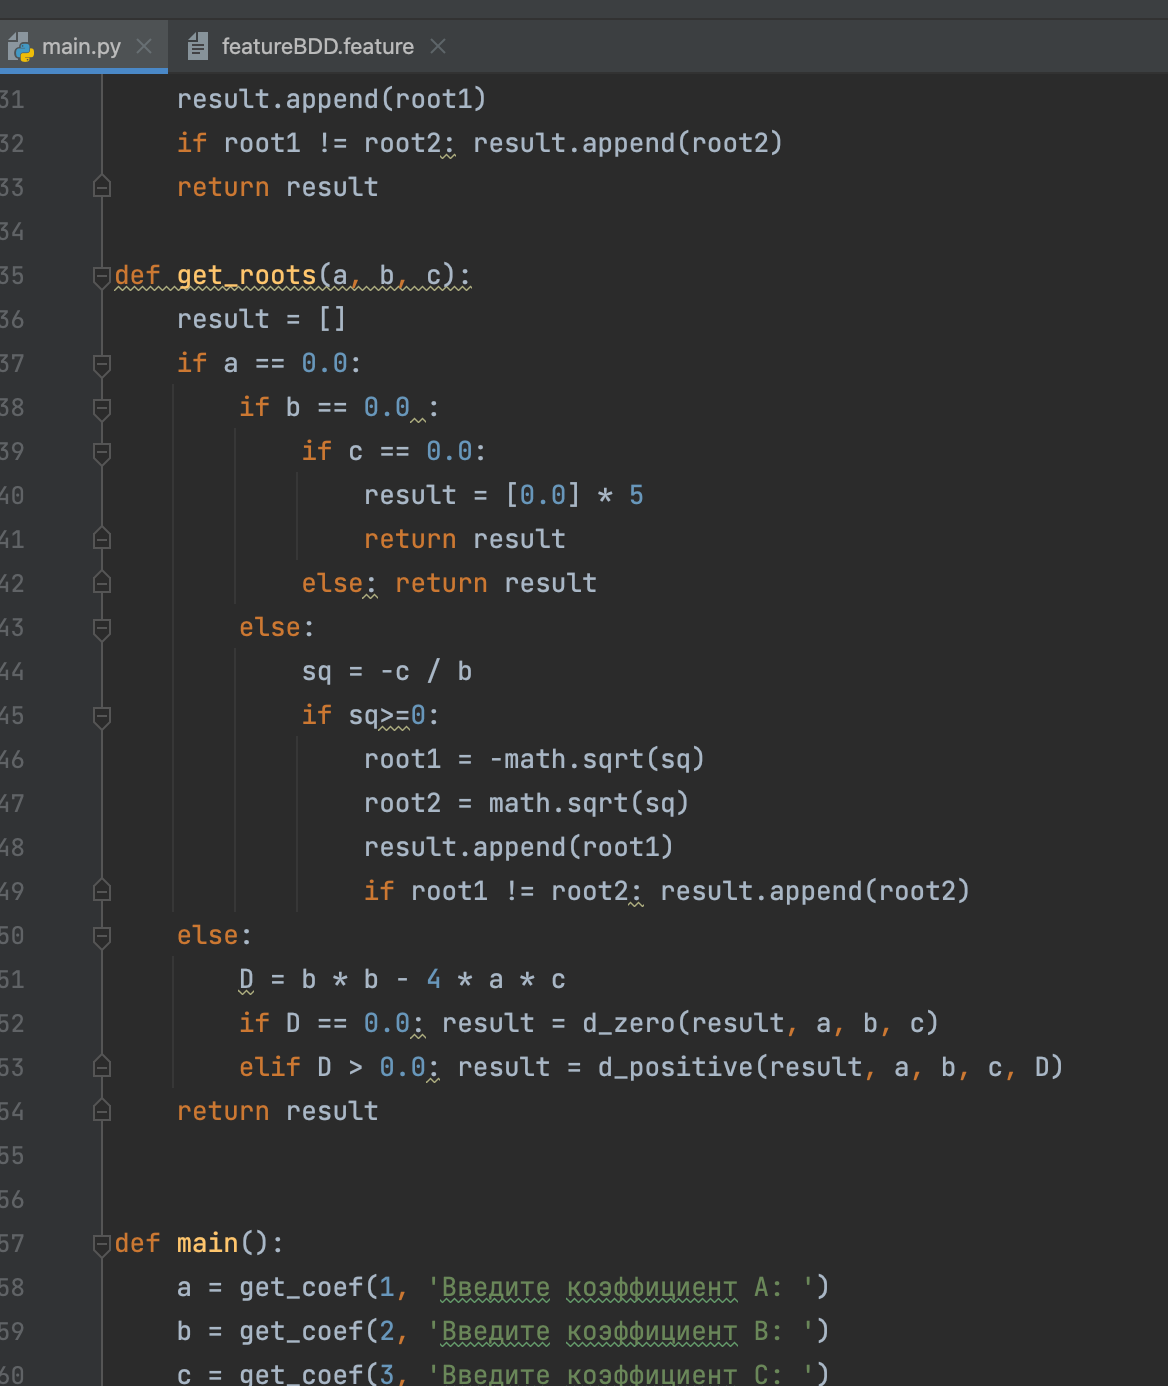 main.py featureBDD.feature
31 result.append(root1)
32 if root1 != root2: result.append(root2)
33 return result
34
35 def get_roots(a, b, c):
36 result = []
37 if a == 0.0:
38 if b == 0.0 :
39 if c == 0.0:
40 result = [0.0] * 5
41 return result
42 else: return result
43 else:
44 sq = -c / b
45 if sq>=0:
46 root1 = -math.sqrt(sq)
47 root2 = math.sqrt(sq)
48 result.append(root1)
49 if root1 != root2: result.append(root2)
50 else:
51 D = b * b - 4 * a * c
52 if D == 0.0: result = d_zero(result, a, b, c)
53 elif D > 0.0: result = d_positive(result, a, b, c, D)
54 return result
55
56
57 def main():
58 a = get_coef(1, 'Введите коэффициент A: ')
59 b = get_coef(2, 'Введите коэффициент B: ')
60 c = get_coef(3, 'Введите коэффициент C: ')